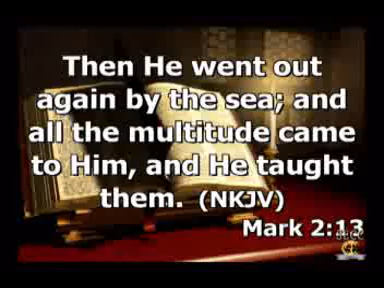 Then He went out
again by the sea; and
all the multitude came
to Him, and He taught
them. (NKJV)
Mark 2:13